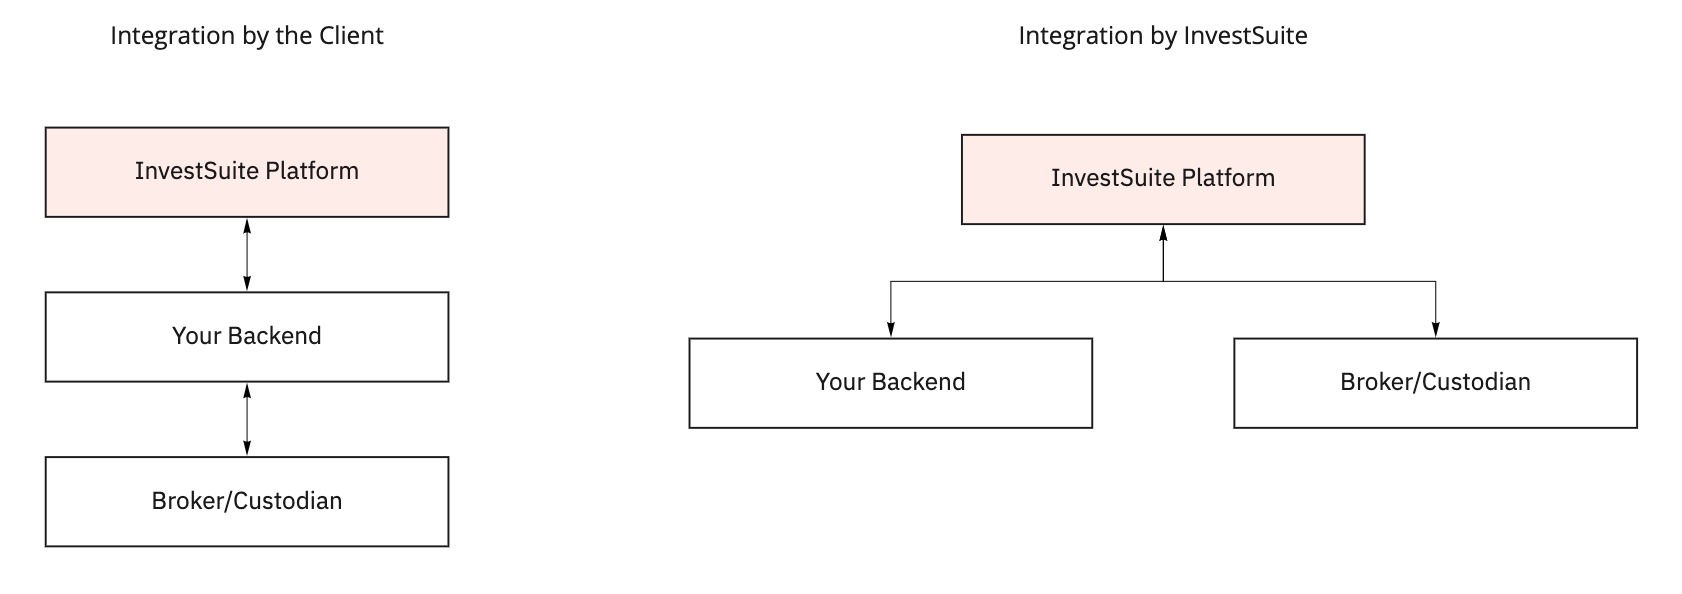 Integration by the Client
InvestSuite Platform
Your Backend
Broker/Custodian
Integration by InvestSuite
InvestSuite Platform
Your Backend
Broker/Custodian